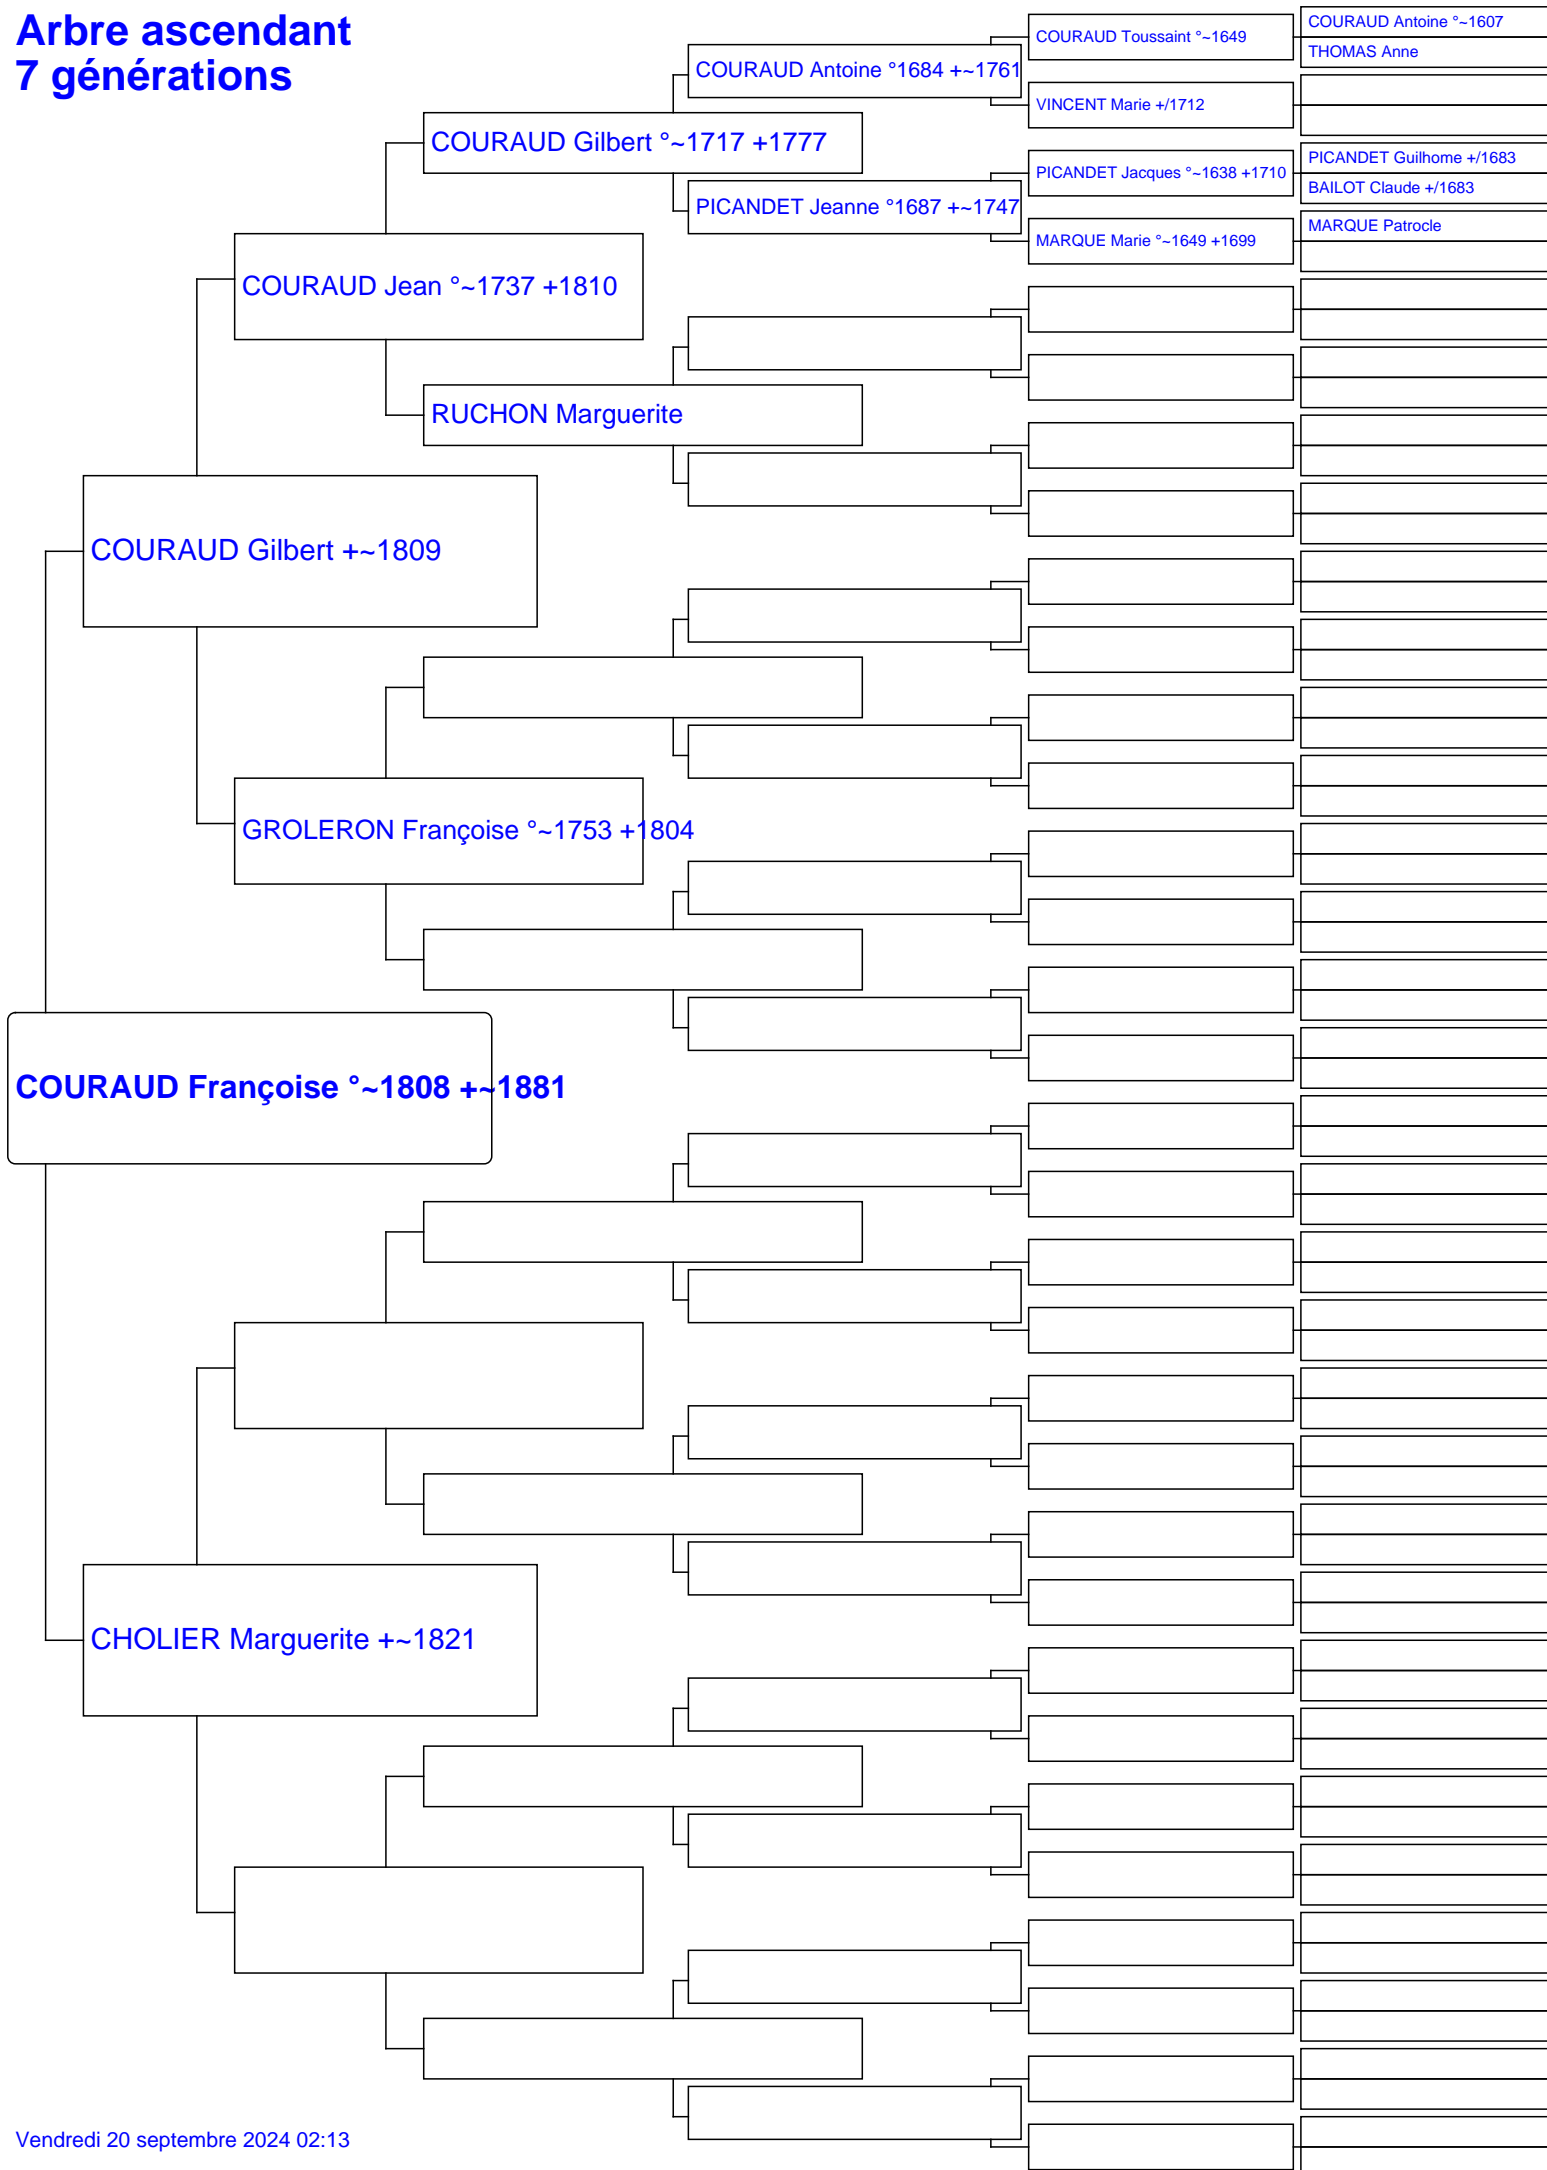 Arbre ascendant
7 générations
COURAUD Antoine °~1607
COURAUD Toussaint °~1649
THOMAS Anne
COURAUD Antoine °1684 +~1761
VINCENT Marie +/1712
COURAUD Gilbert °~1717 +1777
PICANDET Guilhome +/1683
PICANDET Jacques °~1638 +1710
BAILOT Claude +/1683
PICANDET Jeanne °1687 +~1747
MARQUE Patrocle
MARQUE Marie °~1649 +1699
COURAUD Jean °~1737 +1810
RUCHON Marguerite
COURAUD Gilbert +~1809
GROLERON Françoise °~1753 +1804
COURAUD Françoise °~1808 +~1881
CHOLIER Marguerite +~1821
Vendredi 20 septembre 2024 02:13